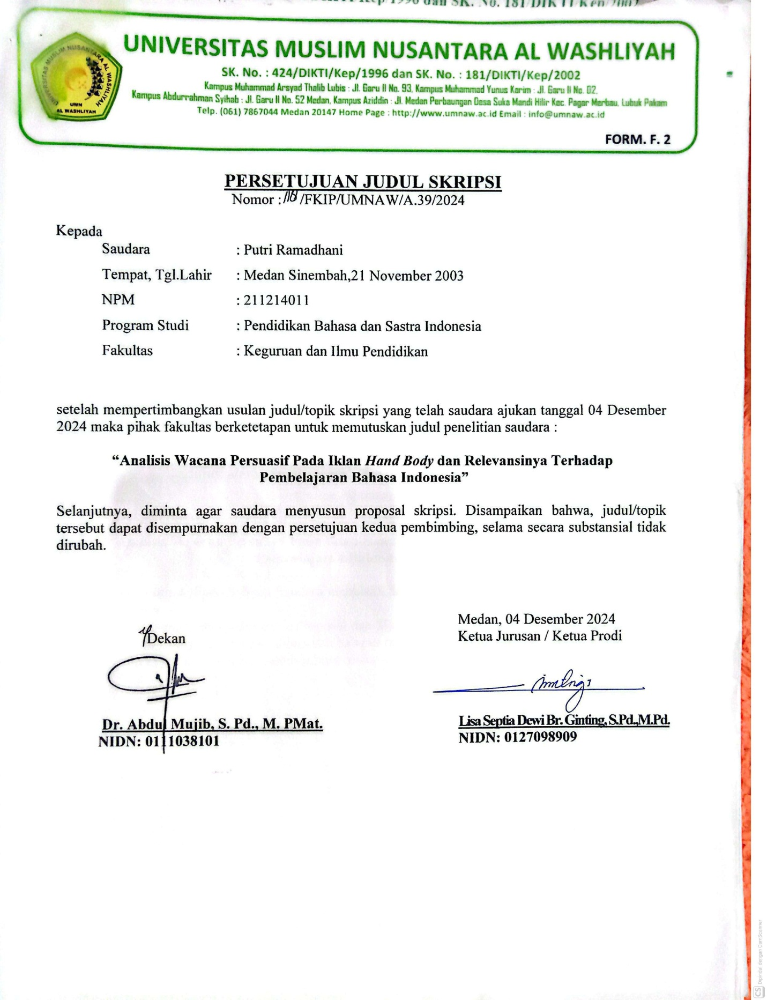 SK. No. 181/DIKTI/Kep/2002
UNIVERSITAS MUSLIM NUSANTARA AL WASHLIYAH
SK. No. : 424/DIKTI/Kep/1996 dan SK. No. : 181/DIKTI/Kep/2002
Kampus Muhammad Arsyad Thalib Lubis : Jl. Garu II No. 93, Kampus Muhammad Yunus Karim : Jl. Garu II No. 02,
Kampus Abdurrahman Syihab : Jl. Garu II No. 52 Medan, Kampus Aziddin : Jl. Medan Perbaungan Desa Suka Mandi Hilir Kec. Pagar Merbau, Lubuk Pakam
Telp. (061) 7867044 Medan 20147 Home Page : http://www.umnaw.ac.id Email : info@umnaw.ac.id
UNIVERSITAS MUSLIM NUSANTARA AL WASHLIYAH
UMN
AL WASHLIYAH
FORM. F. 2
PERSETUJUAN JUDUL SKRIPSI
Nomor : /FKIP/UMNAW/A.39/2024
Kepada
Saudara : Putri Ramadhani
Tempat, Tgl.Lahir : Medan Sinembah,21 November 2003
NPM : 211214011
Program Studi : Pendidikan Bahasa dan Sastra Indonesia
Fakultas : Keguruan dan Ilmu Pendidikan
setelah mempertimbangkan usulan judul/topik skripsi yang telah saudara ajukan tanggal 04 Desember
2024 maka pihak fakultas berketetapan untuk memutuskan judul penelitian saudara :
“Analisis Wacana Persuasif Pada Iklan Hand Body dan Relevansinya Terhadap
Pembelajaran Bahasa Indonesia”
Selanjutnya, diminta agar saudara menyusun proposal skripsi. Disampaikan bahwa, judul/topik
tersebut dapat disempurnakan dengan persetujuan kedua pembimbing, selama secara substansial tidak
dirubah.
Medan, 04 Desember 2024
Ketua Jurusan / Ketua Prodi
Dekan
Dr. Abdul Mujib, S. Pd., M. PMat.
NIDN: 0111038101
Lisa Septia Dewi Br. Ginting, S.Pd.,M.Pd.
NIDN: 0127098909
CS Dipindai dengan CamScanner